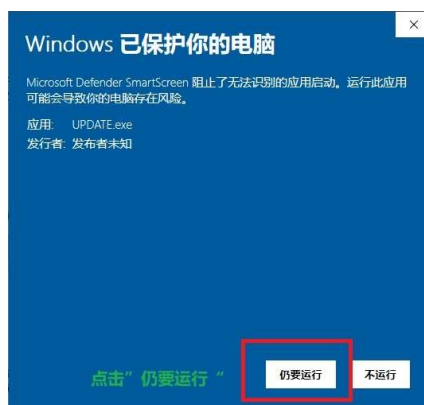 Windows 已保护你的电脑
Microsoft Defender SmartScreen 阻止了无法识别的应用启动。运行此应用
可能会导致你的电脑存在风险。
应用: UPDATE.exe
发行者: 发布者未知
点击”仍要运行“
仍要运行
不运行